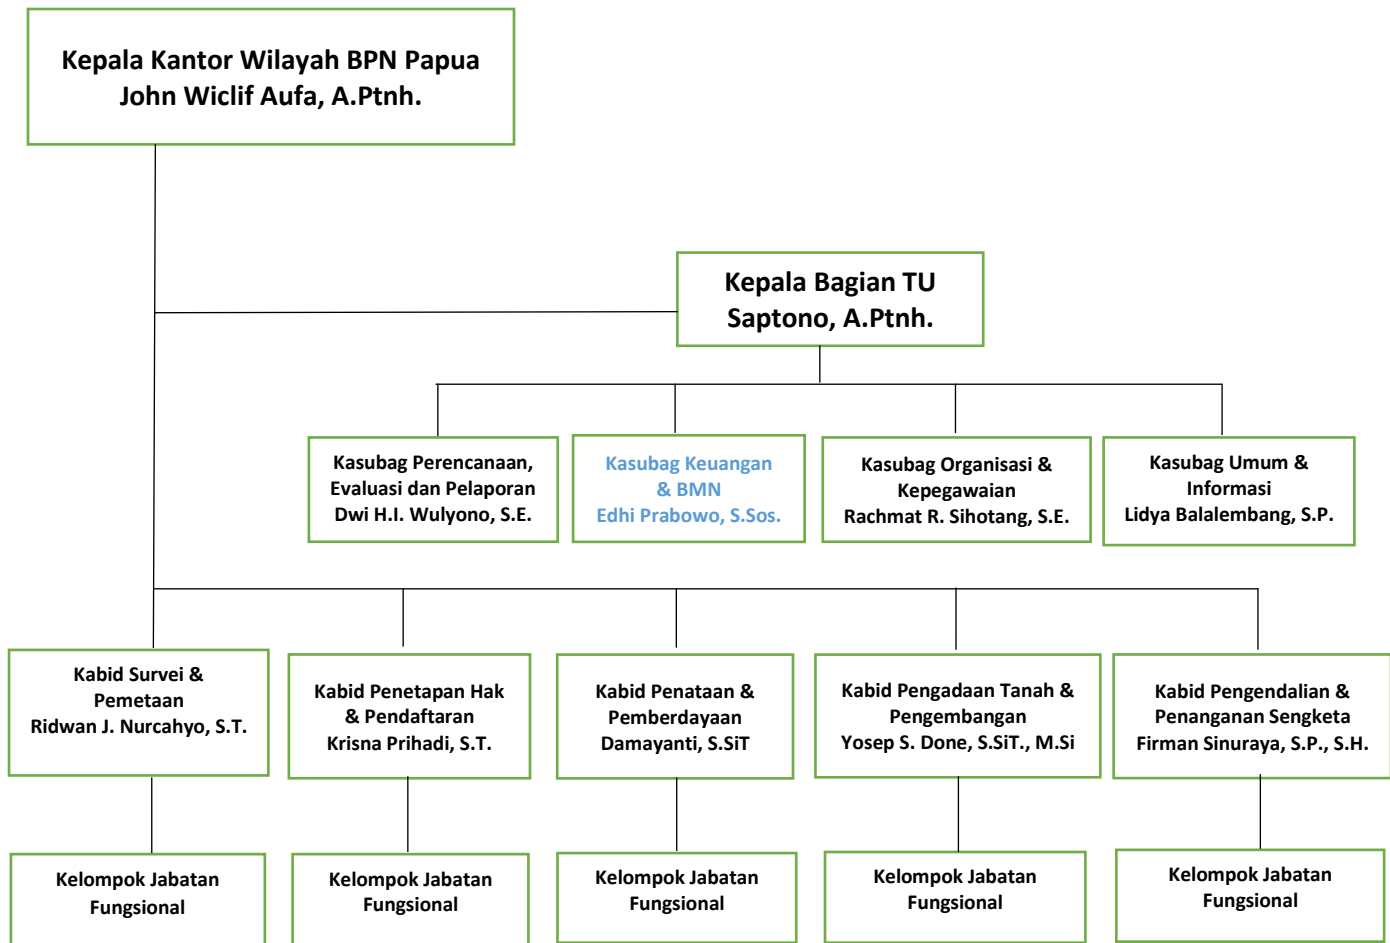 Kepala Kantor Wilayah BPN Papua
John Wiclif Aufa, A.Ptnh.
Kepala Bagian TU
Saptono, A.Ptnh.
Kasubag Perencanaan,
Evaluasi dan Pelaporan
Dwi H.I. Wulyono, S.E.
Kasubag Keuangan
& BMN
Edhi Prabowo, S.Sos.
Kasubag Organisasi &
Kepegawaian
Rachmat R. Sihotang, S.E.
Kasubag Umum &
Informasi
Lidya Balalembang, S.P.
Kabid Survei &
Pemetaan
Ridwan J. Nurcahyo, S.T.
Kabid Penetapan Hak
& Pendaftaran
Krisna Prihadi, S.T.
Kabid Penataan &
Pemberdayaan
Damayanti, S.SiT
Kabid Pengadaan Tanah &
Pengembangan
Yosep S. Done, S.SiT., M.Si
Kabid Pengendalian &
Penanganan Sengketa
Firman Sinuraya, S.P., S.H.
Kelompok Jabatan
Fungsional
Kelompok Jabatan
Fungsional
Kelompok Jabatan
Fungsional
Kelompok Jabatan
Fungsional
Kelompok Jabatan
Fungsional